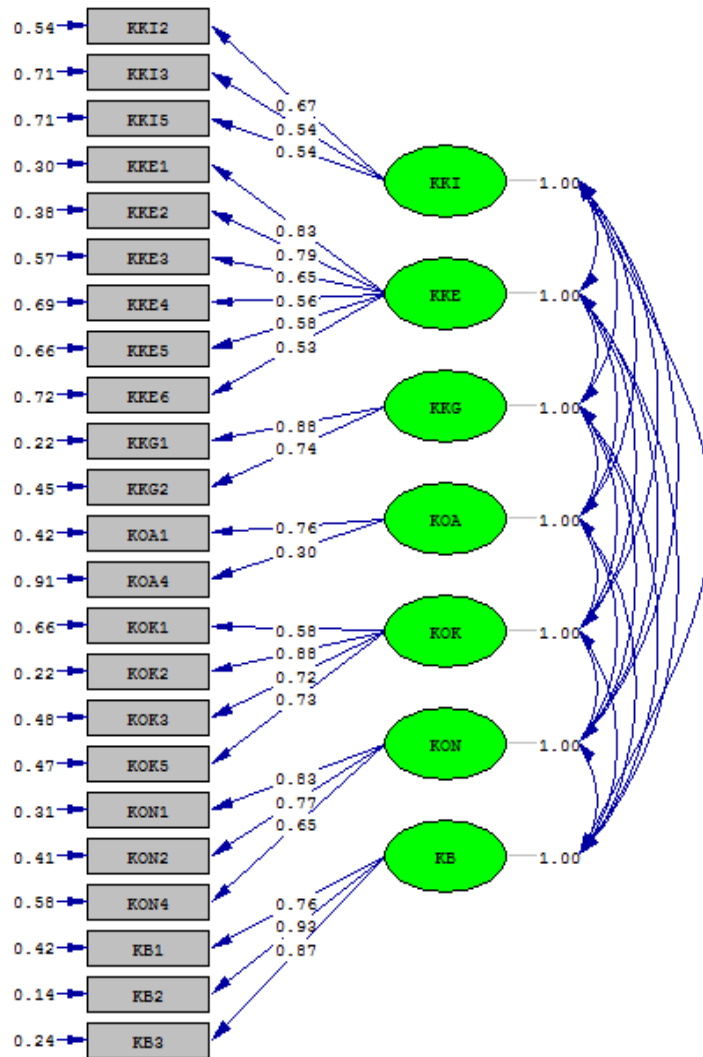 0.54 KKI2
0.71 KKI3
0.67
0.54
0.71 KKI5
0.54
0.30 KKE1
KKI 1.00
0.38 KKE2
0.83
0.79
0.57 KKE3
0.65
0.69 KKE4
0.56
KKE 1.00
0.58
0.66 KKE5
0.53
0.72 KKE6
KKG 1.00
0.22 KKG1
0.88
0.74
0.45 KKG2
0.42 KOA1
0.76
KOA 1.00
0.30
0.91 KOA4
0.66 KOK1
0.58
KOK 1.00
0.88
0.22 KOK2
0.72
0.73
0.48 KOK3
0.47 KOK5
KON 1.00
0.31 KON1
0.83
0.77
0.65
0.41 KON2
KB 1.00
0.58 KON4
0.76
0.93
0.87
0.42 KB1
0.14 KB2
0.24 KB3